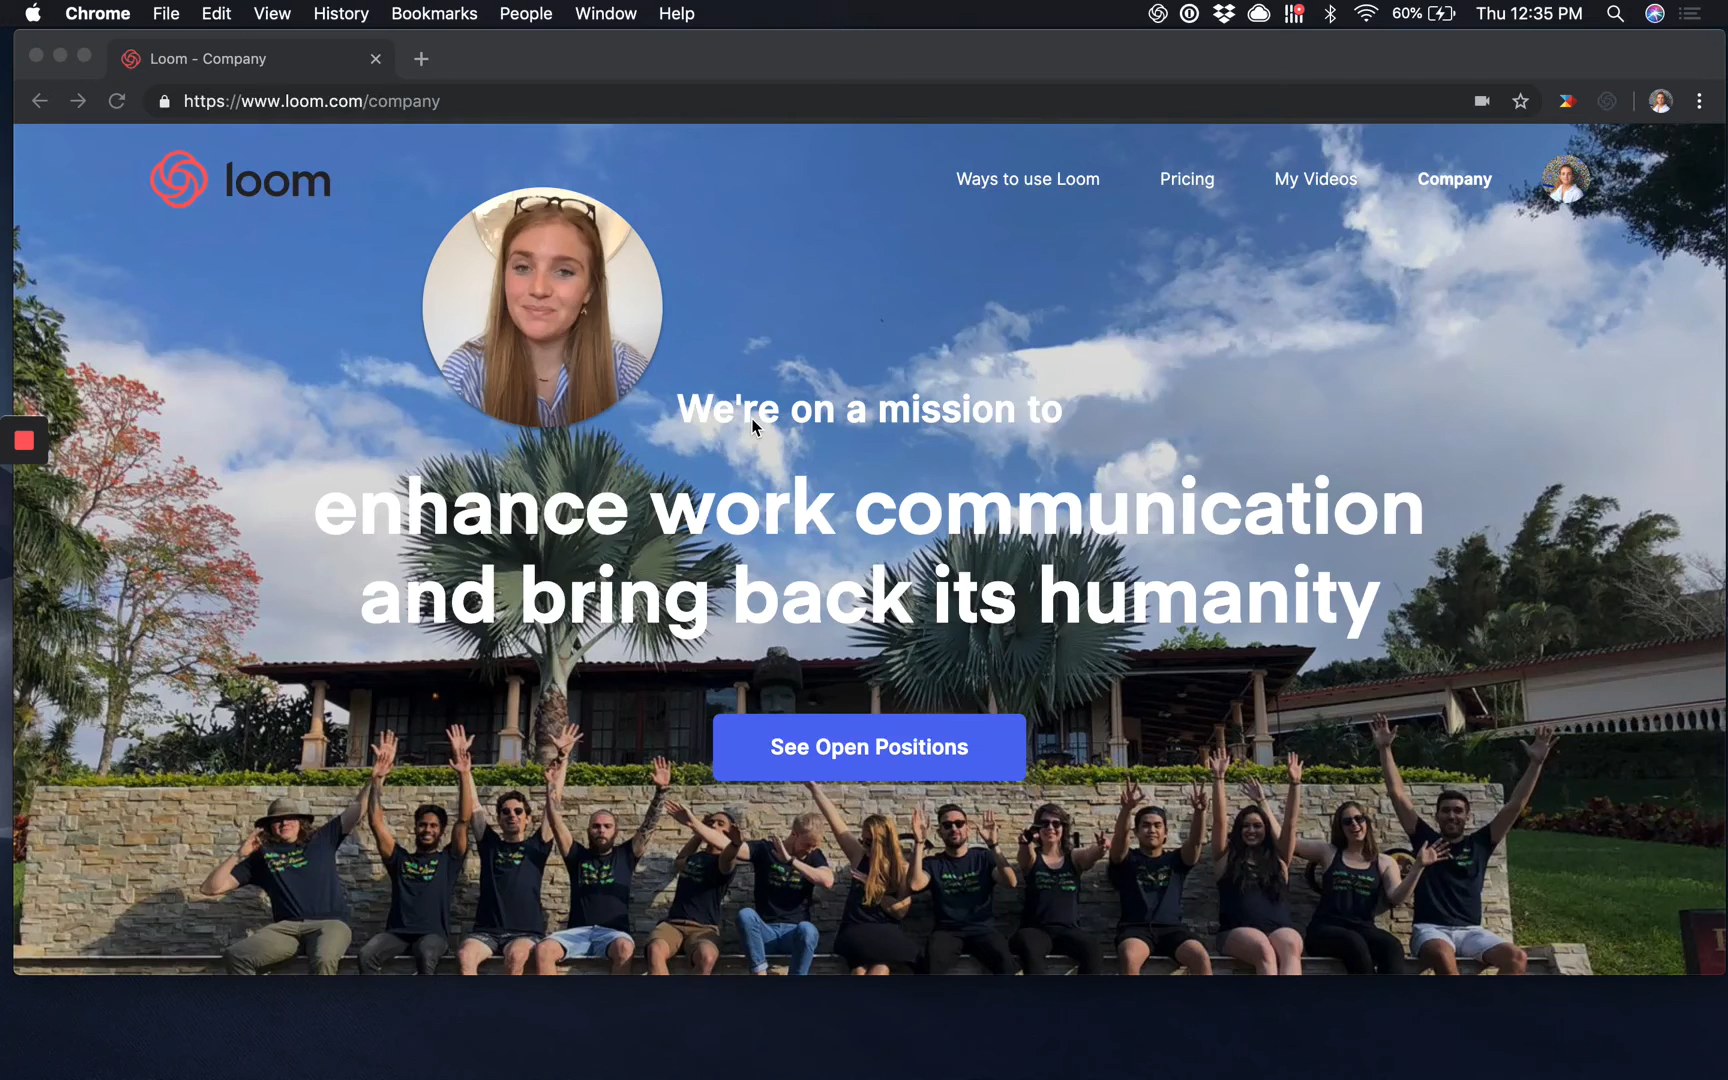 Chrome File Edit View History Bookmarks People Window Help 60% Thu 12:35 PM
Loom - Company
https://www.loom.com/company
loom Ways to use Loom Pricing My Videos Company
We're on a mission to
enhance work communication
and bring back its humanity
See Open Positions